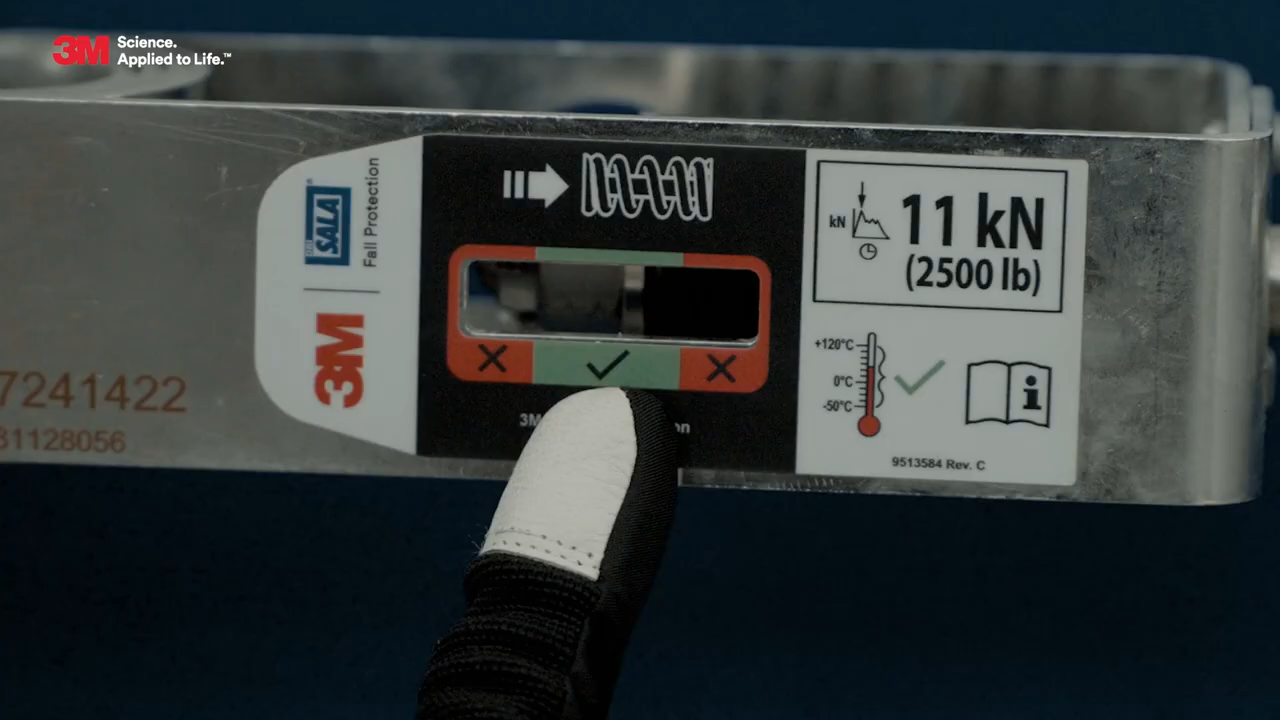 3M Science.
Applied to Life.™
SALA
Fall Protection
3M
11 kN
(2500 lb)
kN
+120°C
0°C
-50°C
9513584 Rev. C
7241422
31128056
3M